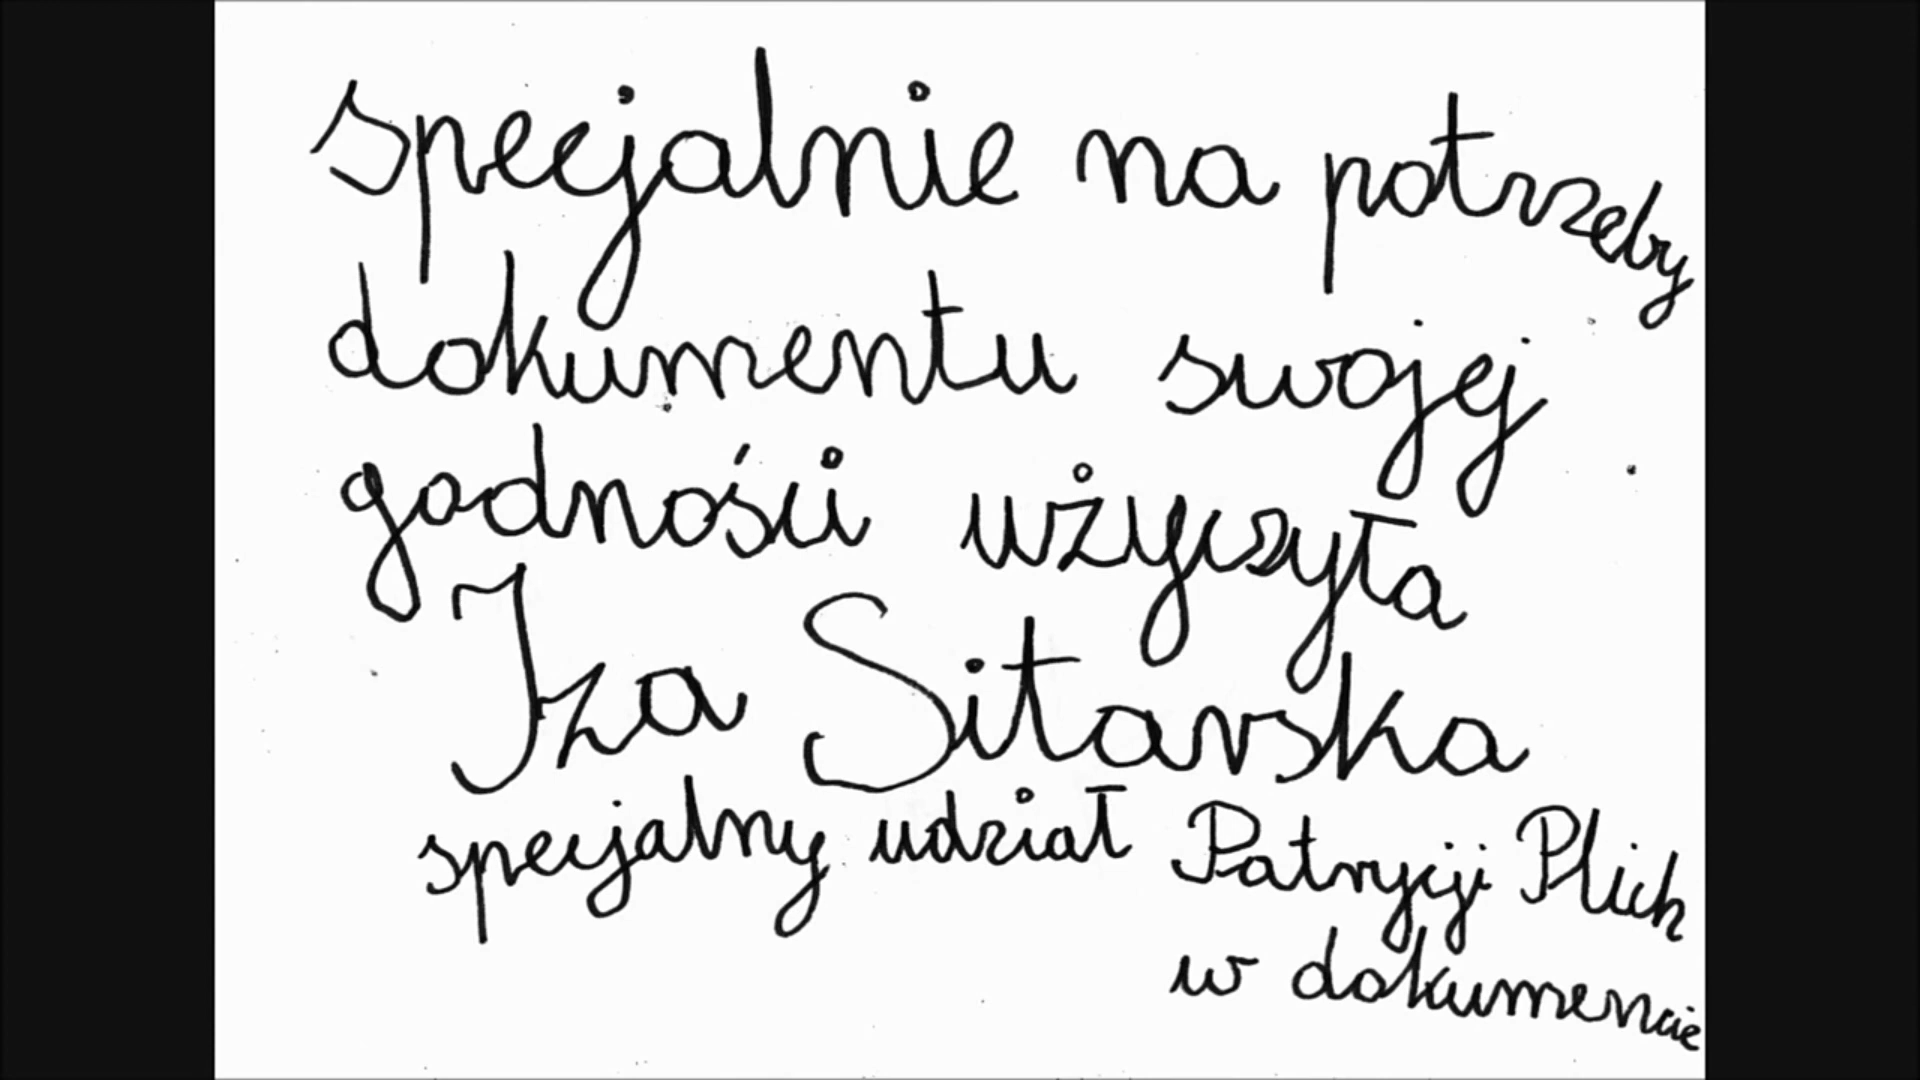 specjalnie na potrzeby
dokumentu swojej
godności użyczyła
Iza Sitarska
specjalny udział Patrycji Plich
w dokumencie